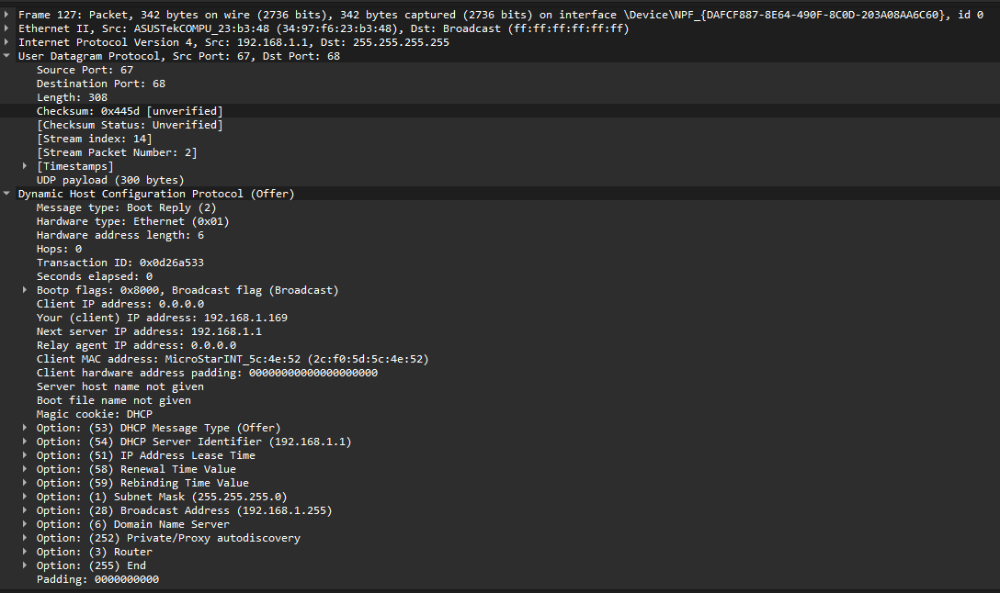 Frame 127: Packet, 342 bytes on wire (2736 bits), 342 bytes captured (2736 bits) on interface \Device\NPF_{DAFCF887-8E64-490F-8C0D-203A08AA6C60}, id 0
Ethernet II, Src: ASUSTekCOMPU_23:b3:48 (34:97:f6:23:b3:48), Dst: Broadcast (ff:ff:ff:ff:ff:ff)
Internet Protocol Version 4, Src: 192.168.1.1, Dst: 255.255.255.255
User Datagram Protocol, Src Port: 67, Dst Port: 68
Source Port: 67
Destination Port: 68
Length: 308
Checksum: 0x445d [unverified]
[Checksum Status: Unverified]
[Stream index: 14]
[Stream Packet Number: 2]
[Timestamps]
UDP payload (300 bytes)
Dynamic Host Configuration Protocol (Offer)
Message type: Boot Reply (2)
Hardware type: Ethernet (0x01)
Hardware address length: 6
Hops: 0
Transaction ID: 0x0d26a533
Seconds elapsed: 0
Bootp flags: 0x8000, Broadcast flag (Broadcast)
Client IP address: 0.0.0.0
Your (client) IP address: 192.168.1.169
Next server IP address: 192.168.1.1
Relay agent IP address: 0.0.0.0
Client MAC address: MicroStarINT_5c:4e:52 (2c:f0:5d:5c:4e:52)
Client hardware address padding: 00000000000000000000
Server host name not given
Boot file name not given
Magic cookie: DHCP
Option: (53) DHCP Message Type (Offer)
Option: (54) DHCP Server Identifier (192.168.1.1)
Option: (51) IP Address Lease Time
Option: (58) Renewal Time Value
Option: (59) Rebinding Time Value
Option: (1) Subnet Mask (255.255.255.0)
Option: (28) Broadcast Address (192.168.1.255)
Option: (6) Domain Name Server
Option: (252) Private/Proxy autodiscovery
Option: (3) Router
Option: (255) End
Padding: 0000000000